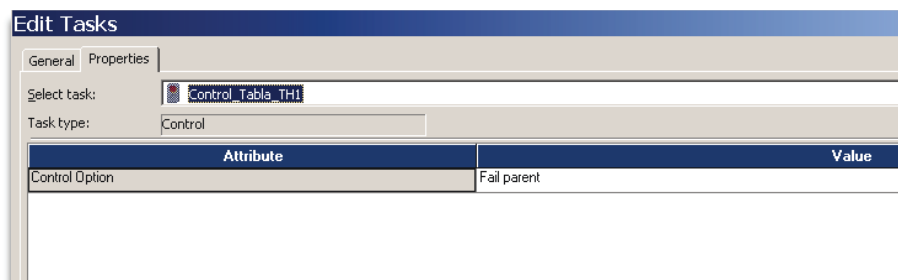 Edit Tasks
General Properties
Select task: Control_Tabla_TH1
Task type: Control
Attribute Value
Control Option Fail parent